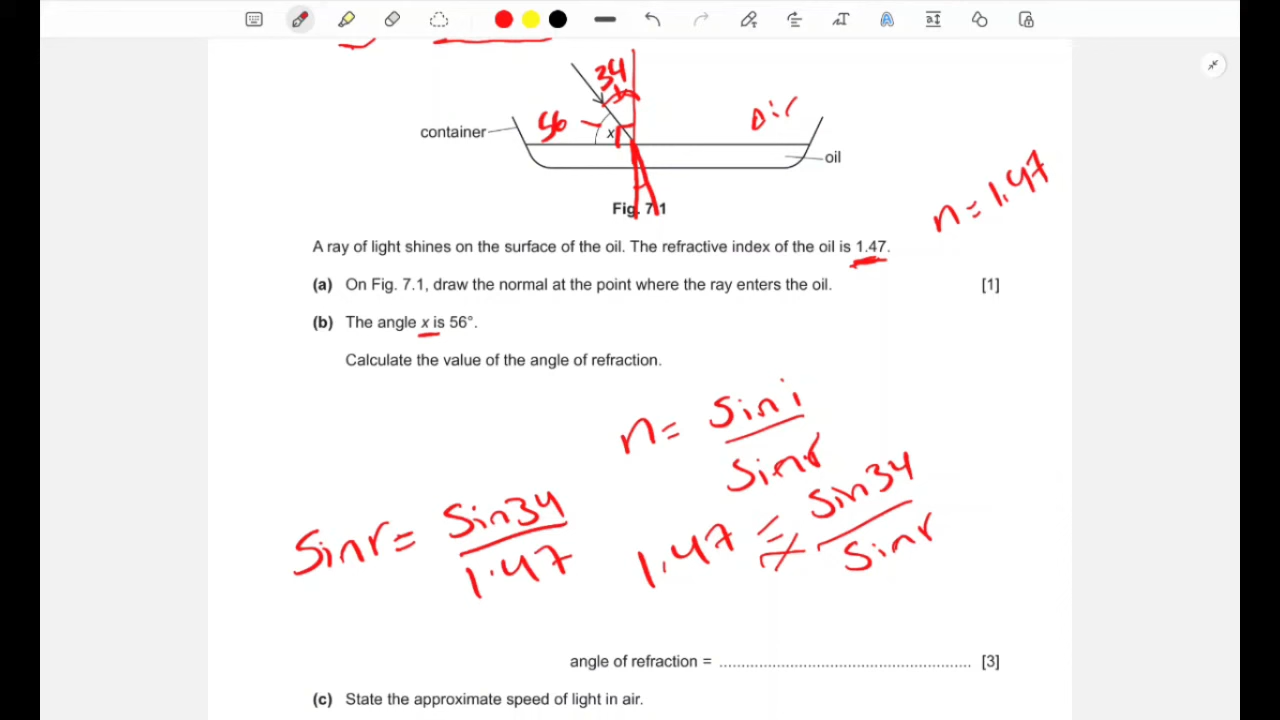 34
56
x
air
container
oil
Fig. 7.1
n = 1.47
A ray of light shines on the surface of the oil. The refractive index of the oil is 1.47.
(a) On Fig. 7.1, draw the normal at the point where the ray enters the oil. [1]
(b) The angle x is 56°.
Calculate the value of the angle of refraction.
n = sin i / sin r
1.47 = sin 34 / sin r
sin r = sin 34 / 1.47
angle of refraction = ...................................................... [3]
(c) State the approximate speed of light in air.